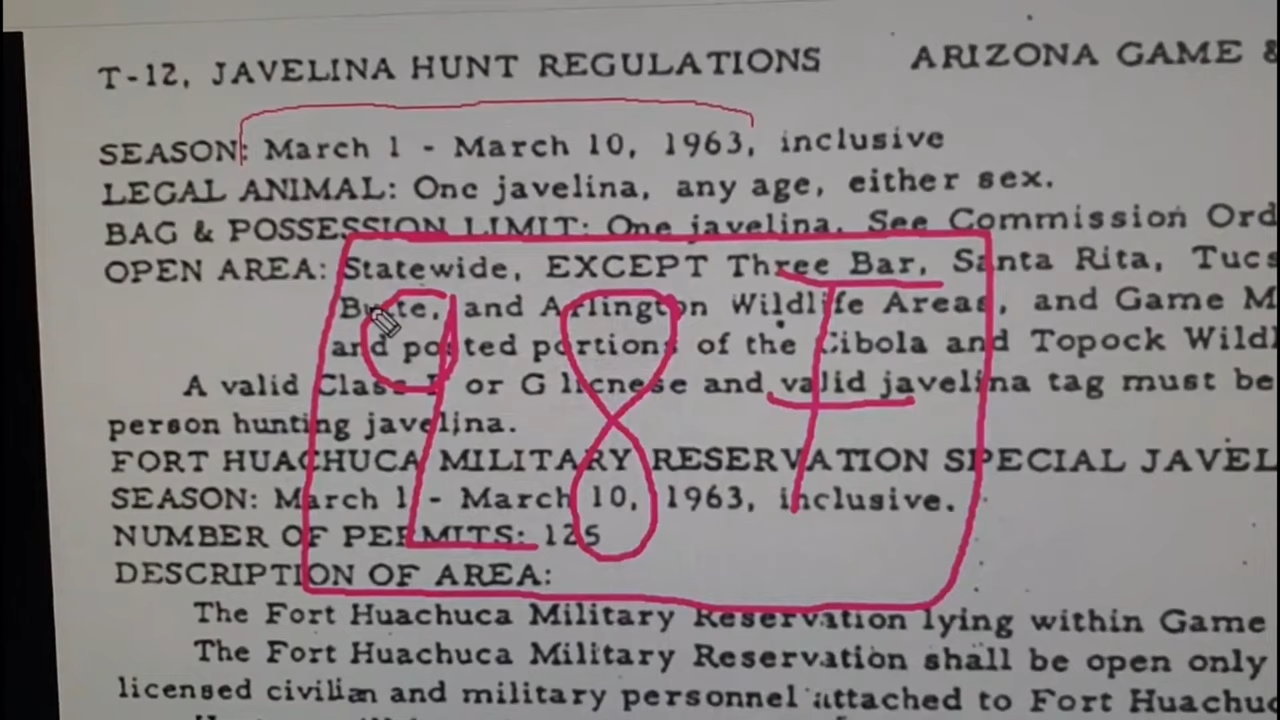 T-12, JAVELINA HUNT REGULATIONS ARIZONA GAME &
SEASON: March 1 - March 10, 1963, inclusive
LEGAL ANIMAL: One javelina, any age, either sex.
BAG & POSSESSION LIMIT: One javelina. See Commission Ord
OPEN AREA: Statewide, EXCEPT Three Bar, Santa Rita, Tucs
Butte, and Arlington Wildlife Areas, and Game M
and posted portions of the Cibola and Topock Wildl
A valid Class F or G licnese and valid javelina tag must be
person hunting javelina.
FORT HUACHUCA MILITARY RESERVATION SPECIAL JAVEL
SEASON: March 1 - March 10, 1963, inclusive.
NUMBER OF PERMITS: 125
DESCRIPTION OF AREA:
The Fort Huachuca Military Reservation lying within Game
The Fort Huachuca Military Reservation shall be open only
licensed civilian and military personnel attached to Fort Huachuc